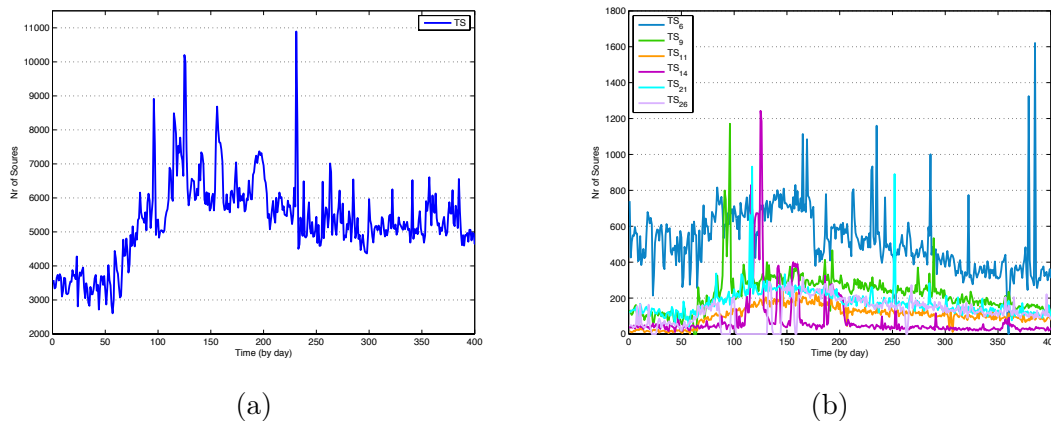 TS
11000
10000
9000
8000
7000
6000
5000
4000
3000
2000
Nr of Soures
0 50 100 150 200 250 300 350 400
Time (by day)
(a)
TS6
TS9
TS11
TS14
TS21
TS26
1800
1600
1400
1200
1000
800
600
400
200
0
Nr of Soures
0 50 100 150 200 250 300 350 400
Time (by day)
(b)